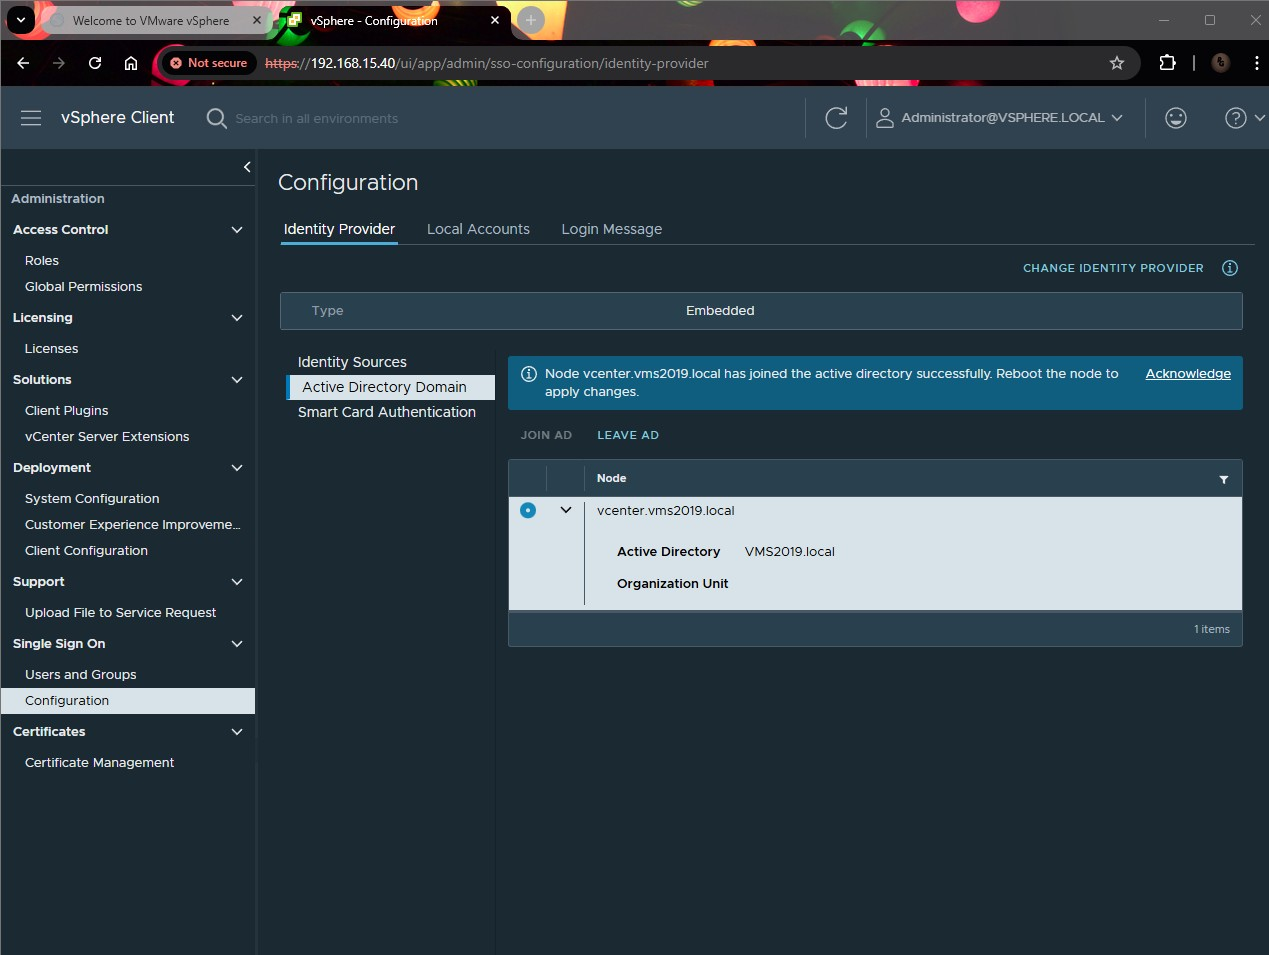 Welcome to VMware vSphere
vSphere - Configuration
Not secure
https://192.168.15.40/ui/app/admin/sso-configuration/identity-provider
vSphere Client
Search in all environments
Administrator@VSPHERE.LOCAL
Administration
Access Control
Roles
Global Permissions
Licensing
Licenses
Solutions
Client Plugins
vCenter Server Extensions
Deployment
System Configuration
Customer Experience Improveme...
Client Configuration
Support
Upload File to Service Request
Single Sign On
Users and Groups
Configuration
Certificates
Certificate Management
Configuration
Identity Provider
Local Accounts
Login Message
CHANGE IDENTITY PROVIDER
Type
Embedded
Identity Sources
Active Directory Domain
Smart Card Authentication
Node vcenter.vms2019.local has joined the active directory successfully. Reboot the node to
apply changes.
Acknowledge
JOIN AD
LEAVE AD
Node
vcenter.vms2019.local
Active Directory
VMS2019.local
Organization Unit
1 items